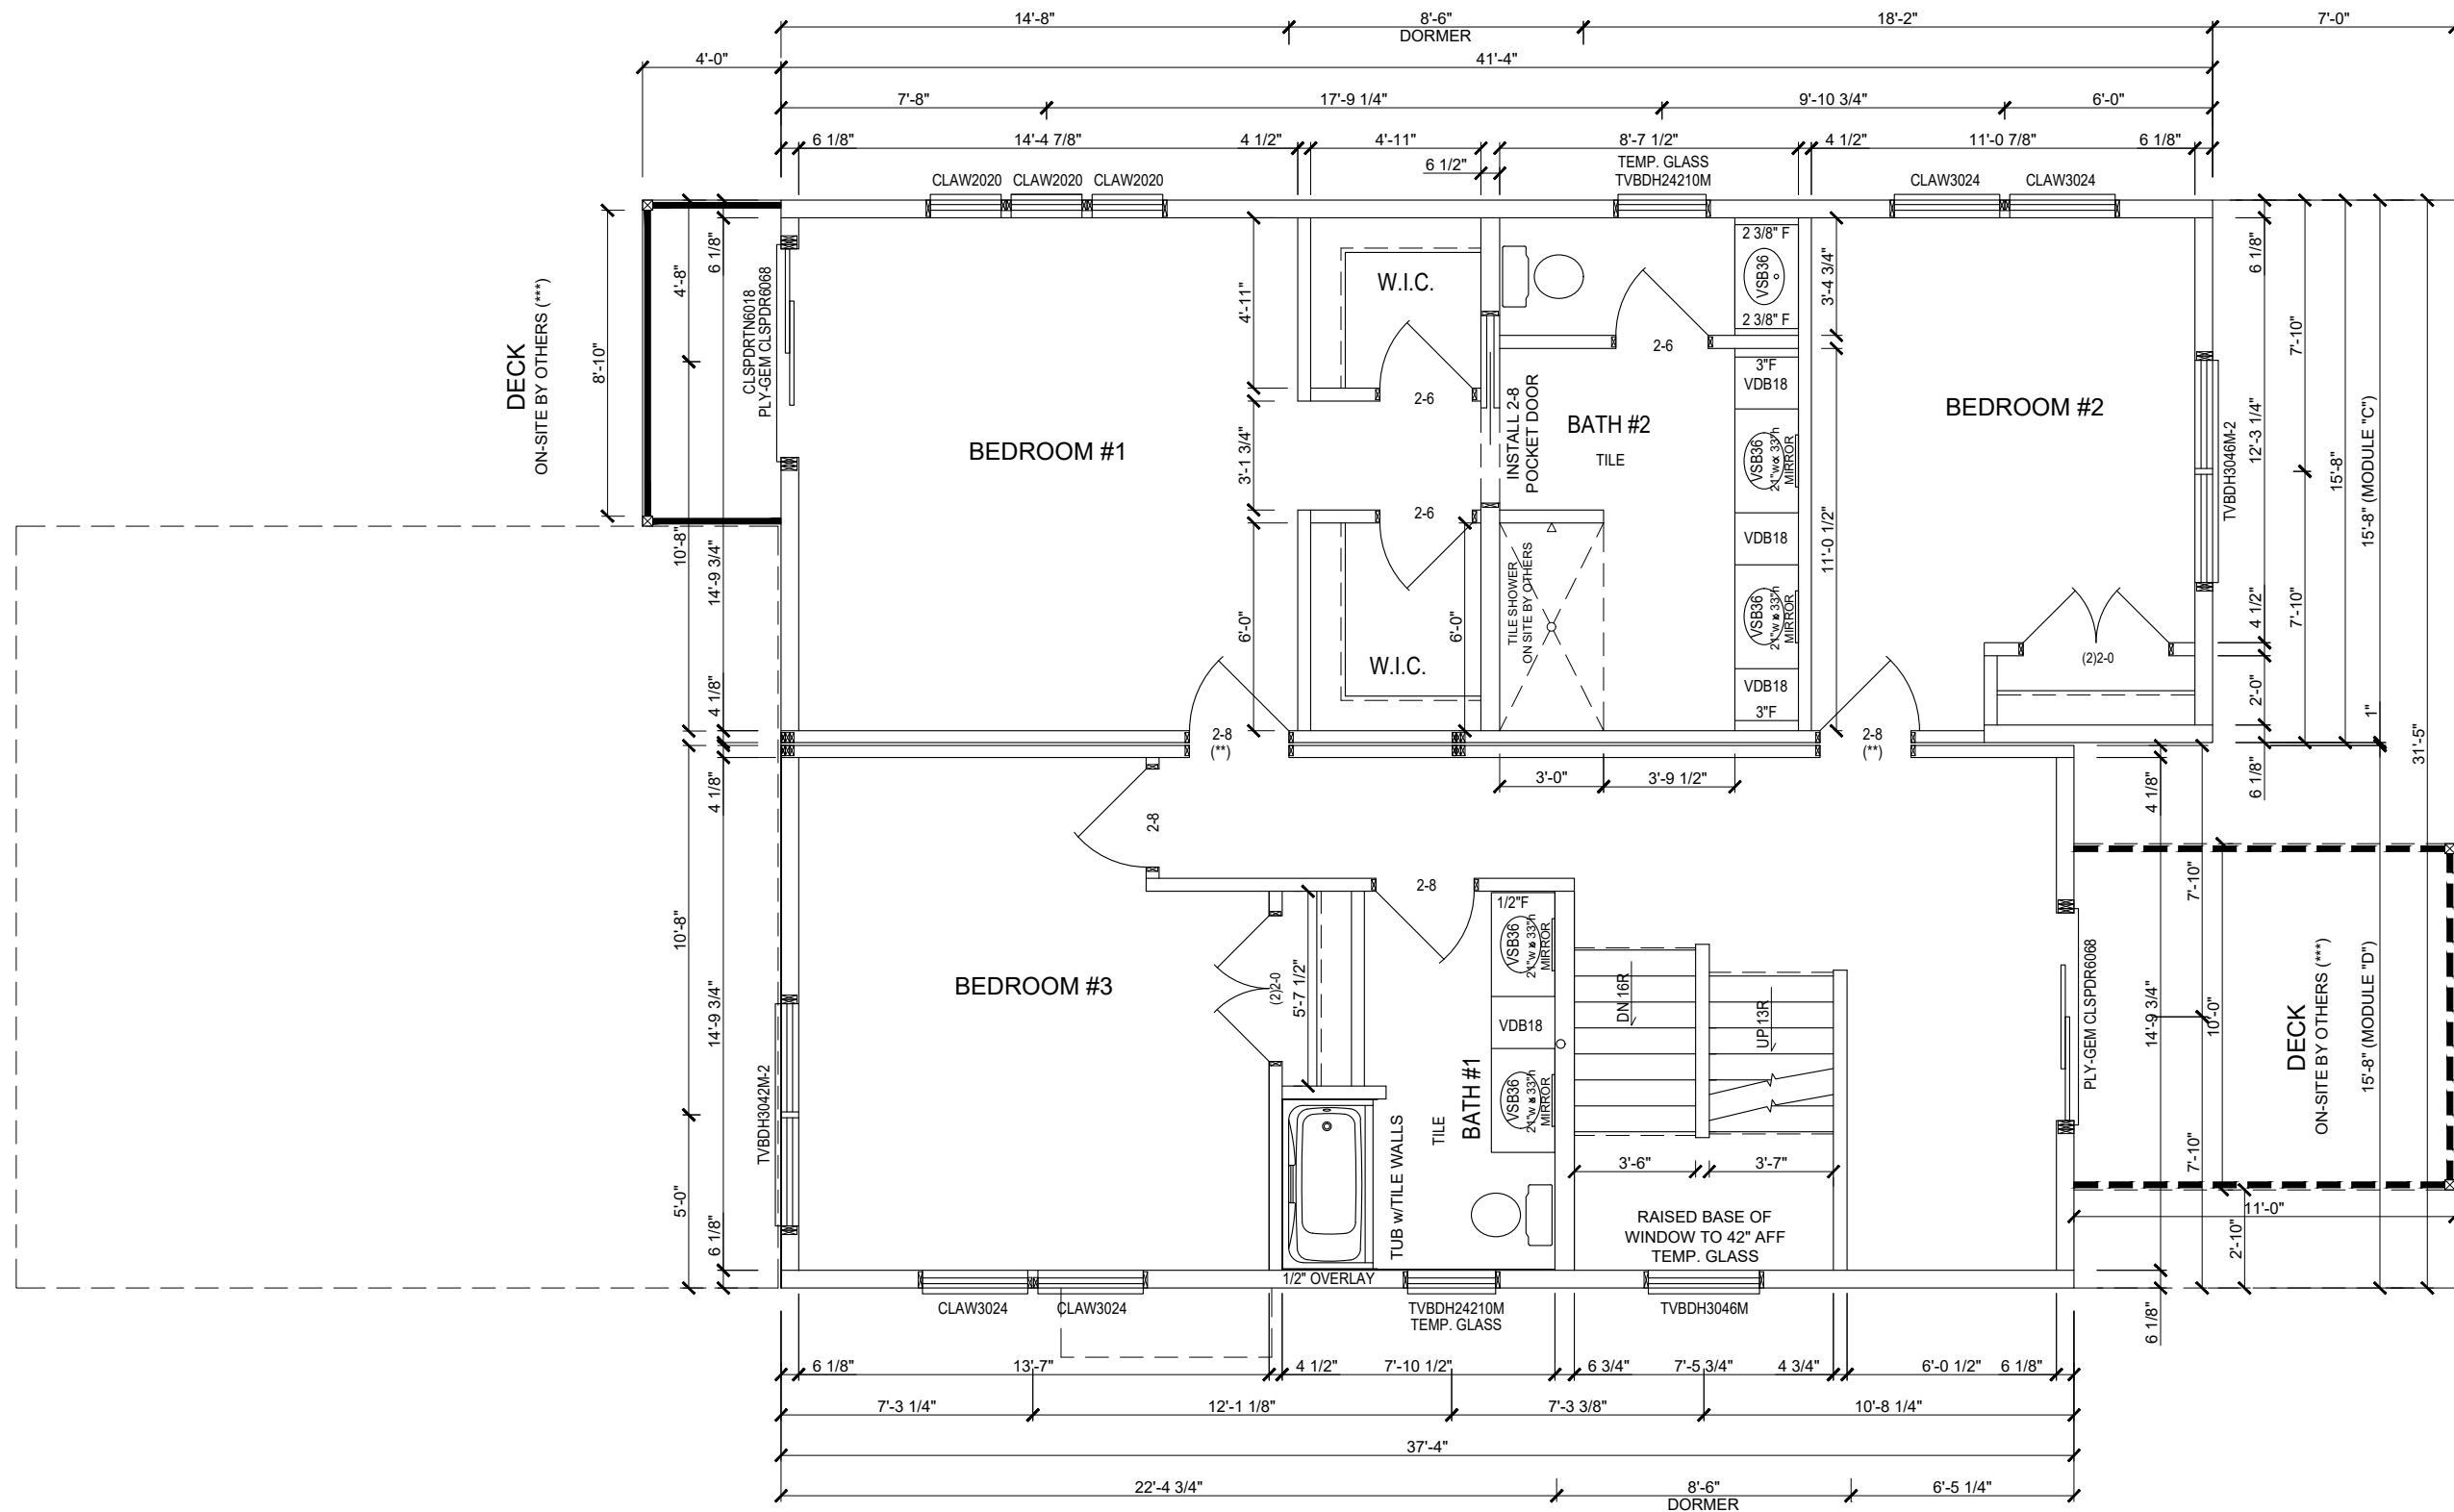 14'-8"
8'-6"
DORMER
18'-2"
7'-0"
4'-0"
41'-4"
7'-8"
17'-9 1/4"
9'-10 3/4"
6'-0"
6 1/8"
14'-4 7/8"
4 1/2"
4'-11"
6 1/2"
8'-7 1/2"
4 1/2"
11'-0 7/8"
6 1/8"
TEMP. GLASS
TVBDH24210M
CLAW2020
CLAW2020
CLAW2020
CLAW3024
CLAW3024
DECK
ON-SITE BY OTHERS (***)
8'-10"
4'-8"
6 1/8"
CLSPDRTN6018
PLY-GEM CLSPDR6068
10'-8"
14'-9 3/4"
4 1/8"
BEDROOM #1
4'-11"
3'-1 3/4"
6'-0"
W.I.C.
2-6
2-6
W.I.C.
6'-0"
INSTALL 2-8
POCKET DOOR
2-6
BATH #2
TILE
TILE SHOWER
ON SITE BY OTHERS
2 3/8" F
VSB36
2 3/8" F
3"F
VDB18
VSB36
21"w x 33"h
MIRROR
VDB18
VSB36
21"w x 33"h
MIRROR
VDB18
3"F
3'-4 3/4"
11'-0 1/2"
BEDROOM #2
TVBDH3046M-2
(2)2-0
6 1/8"
12'-3 1/4"
4 1/2"
2'-0"
6 1/8"
7'-10"
7'-10"
15'-8"
15'-8" (MODULE "C")
1"
31'-5"
2-8
(**)
2-8
(**)
3'-0"
3'-9 1/2"
4 1/8"
10'-8"
14'-9 3/4"
5'-0"
6 1/8"
TVBDH3042M-2
BEDROOM #3
2-8
2-8
(2)2-0
5'-7 1/2"
1/2"F
VSB36
21"w x 33"h
MIRROR
VDB18
VSB36
21"w x 33"h
MIRROR
BATH #1
TILE
TUB w/TILE WALLS
1/2" OVERLAY
DN 16R
UP 13R
3'-6"
3'-7"
RAISED BASE OF
WINDOW TO 42" AFF
TEMP. GLASS
PLY-GEM CLSPDR6068
4 1/8"
14'-9 3/4"
6 1/8"
7'-10"
7'-10"
10'-0"
2'-10"
DECK
ON-SITE BY OTHERS (***)
15'-8" (MODULE "D")
11'-0"
CLAW3024
CLAW3024
TVBDH24210M
TEMP. GLASS
TVBDH3046M
6 1/8"
13'-7"
4 1/2"
7'-10 1/2"
6 3/4"
7'-5 3/4"
4 3/4"
6'-0 1/2"
6 1/8"
7'-3 1/4"
12'-1 1/8"
7'-3 3/8"
10'-8 1/4"
37'-4"
22'-4 3/4"
8'-6"
DORMER
6'-5 1/4"